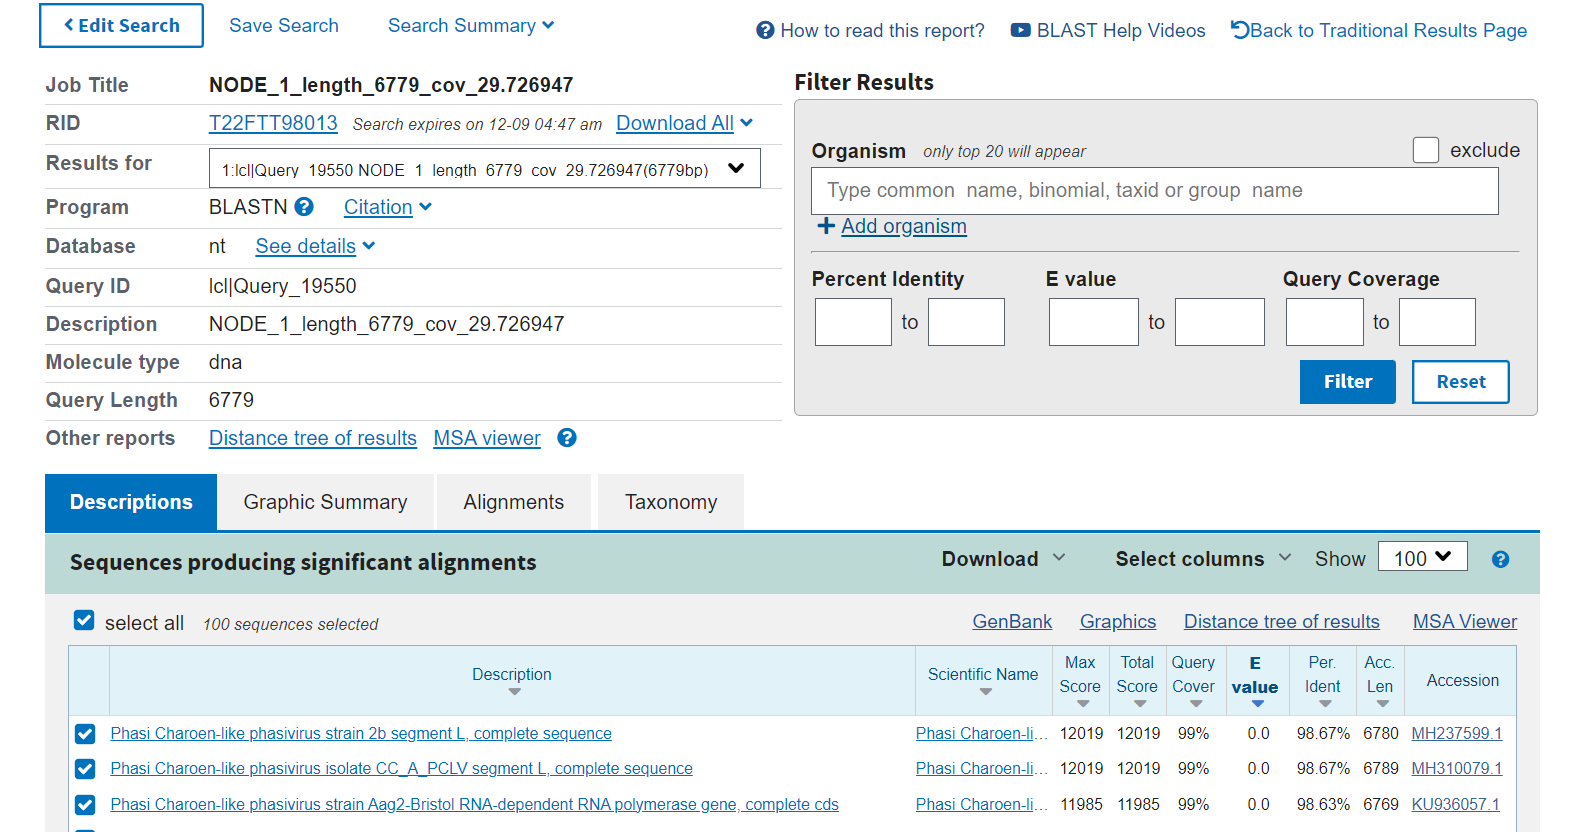 Edit Search
Save Search
Search Summary
How to read this report?
BLAST Help Videos
Back to Traditional Results Page
Job Title NODE_1_length_6779_cov_29.726947
RID T22FTT98013 Search expires on 12-09 04:47 am Download All
Results for 1:lcl|Query_19550 NODE_1_length_6779_cov_29.726947(6779bp)
Program BLASTN Citation
Database nt See details
Query ID lcl|Query_19550
Description NODE_1_length_6779_cov_29.726947
Molecule type dna
Query Length 6779
Other reports Distance tree of results MSA viewer
Filter Results
Organism only top 20 will appear exclude
Type common name, binomial, taxid or group name
Add organism
Percent Identity E value Query Coverage
to to to
Filter Reset
Descriptions Graphic Summary Alignments Taxonomy
Sequences producing significant alignments Download Select columns Show 100
select all 100 sequences selected GenBank Graphics Distance tree of results MSA Viewer
Description Scientific Name Max Score Total Score Query Cover E value Per. Ident Acc. Len Accession
Phasi Charoen-like phasivirus strain 2b segment L, complete sequence Phasi Charoen-li... 12019 12019 99% 0.0 98.67% 6780 MH237599.1
Phasi Charoen-like phasivirus isolate CC_A_PCLV segment L, complete sequence Phasi Charoen-li... 12019 12019 99% 0.0 98.67% 6789 MH310079.1
Phasi Charoen-like phasivirus strain Aag2-Bristol RNA-dependent RNA polymerase gene, complete cds Phasi Charoen-li... 11985 11985 99% 0.0 98.63% 6769 KU936057.1